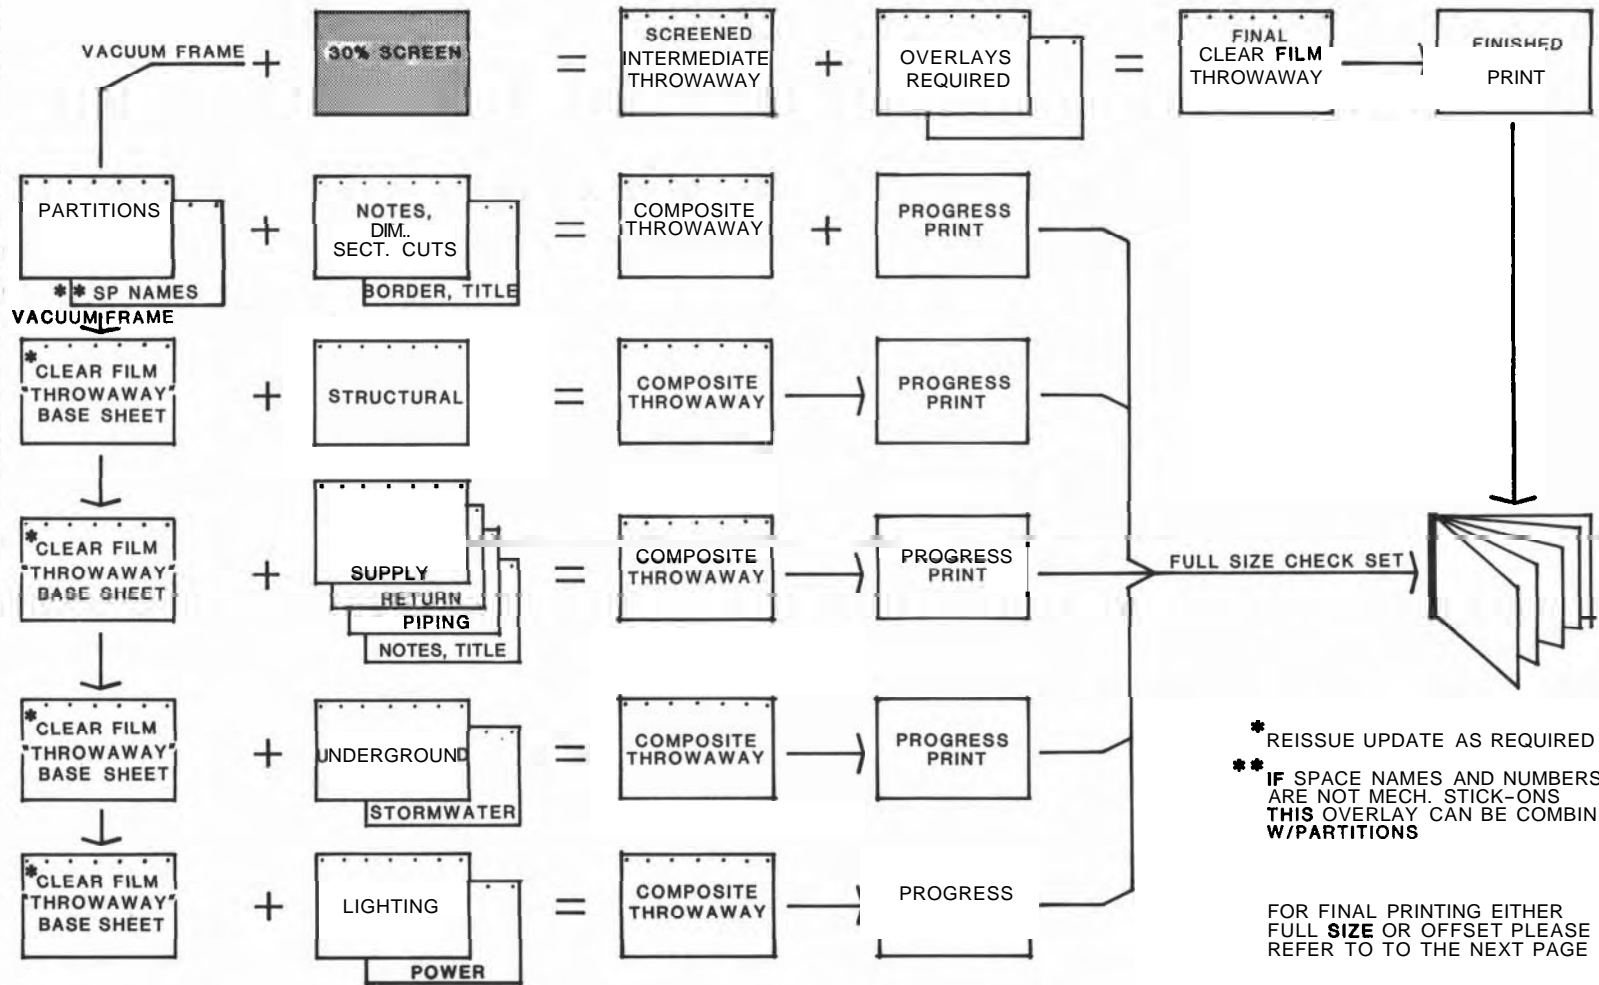 VACUUM FRAME
+
30% SCREEN
=
SCREENED
INTERMEDIATE
THROWAWAY
+
OVERLAYS
REQUIRED
=
FINAL
CLEAR FILM
THROWAWAY
FINISHED
PRINT
PARTITIONS
** SP NAMES
+
NOTES,
DIM..
SECT. CUTS
BORDER, TITLE
=
COMPOSITE
THROWAWAY
+
PROGRESS
PRINT
VACUUM FRAME
*
CLEAR FILM
"THROWAWAY"
BASE SHEET
+
STRUCTURAL
=
COMPOSITE
THROWAWAY
PROGRESS
PRINT
*
CLEAR FILM
"THROWAWAY"
BASE SHEET
+
SUPPLY
RETURN
PIPING
NOTES, TITLE
=
COMPOSITE
THROWAWAY
PROGRESS
PRINT
FULL SIZE CHECK SET
*
CLEAR FILM
"THROWAWAY"
BASE SHEET
+
UNDERGROUND
STORMWATER
=
COMPOSITE
THROWAWAY
PROGRESS
PRINT
*
CLEAR FILM
"THROWAWAY"
BASE SHEET
+
LIGHTING
POWER
=
COMPOSITE
THROWAWAY
PROGRESS
* REISSUE UPDATE AS REQUIRED
** IF SPACE NAMES AND NUMBERS
ARE NOT MECH. STICK-ONS
THIS OVERLAY CAN BE COMBIN
W/PARTITIONS
FOR FINAL PRINTING EITHER
FULL SIZE OR OFFSET PLEASE
REFER TO TO THE NEXT PAGE